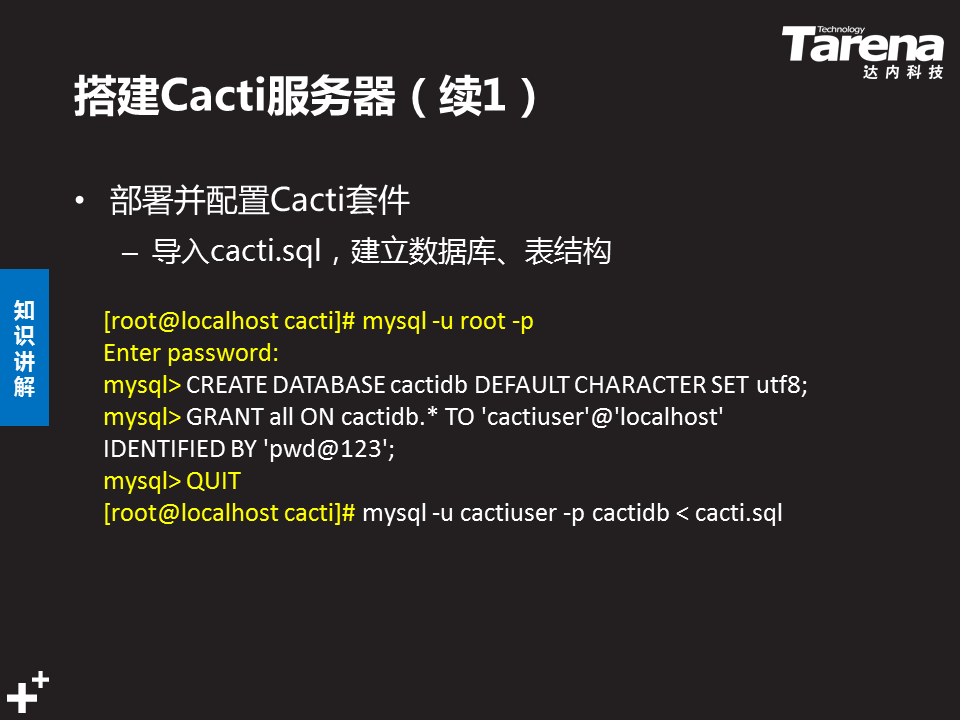 Technology
Tarena
达内科技
搭建Cacti服务器（续1）
• 部署并配置Cacti套件
– 导入cacti.sql，建立数据库、表结构
知识讲解
[root@localhost cacti]# mysql -u root -p
Enter password:
mysql> CREATE DATABASE cactidb DEFAULT CHARACTER SET utf8;
mysql> GRANT all ON cactidb.* TO 'cactiuser'@'localhost'
IDENTIFIED BY 'pwd@123';
mysql> QUIT
[root@localhost cacti]# mysql -u cactiuser -p cactidb < cacti.sql